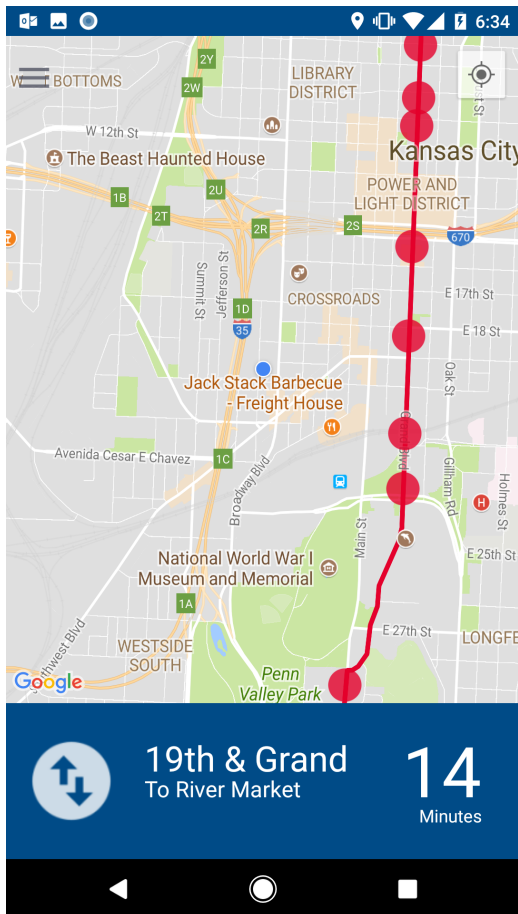 6:34
2Y
LIBRARY
DISTRICT
BOTTOMS
2W
W 12th St
Kansas City
The Beast Haunted House
1B
2T
2U
POWER AND
LIGHT DISTRICT
2R
2S
670
Summit St
Jefferson St
CROSSROADS
E 17th St
1D
35
E 18 St
Oak St
Jack Stack Barbecue
- Freight House
Grand Blvd
Avenida Cesar E Chavez
1C
Broadway Blvd
Gillham Rd
Holmes St
H
Main St
E 25th St
National World War I
Museum and Memorial
1A
E 27th St
WESTSIDE
SOUTH
LONGFE
Penn
Valley Park
Google
19th & Grand
To River Market
14
Minutes